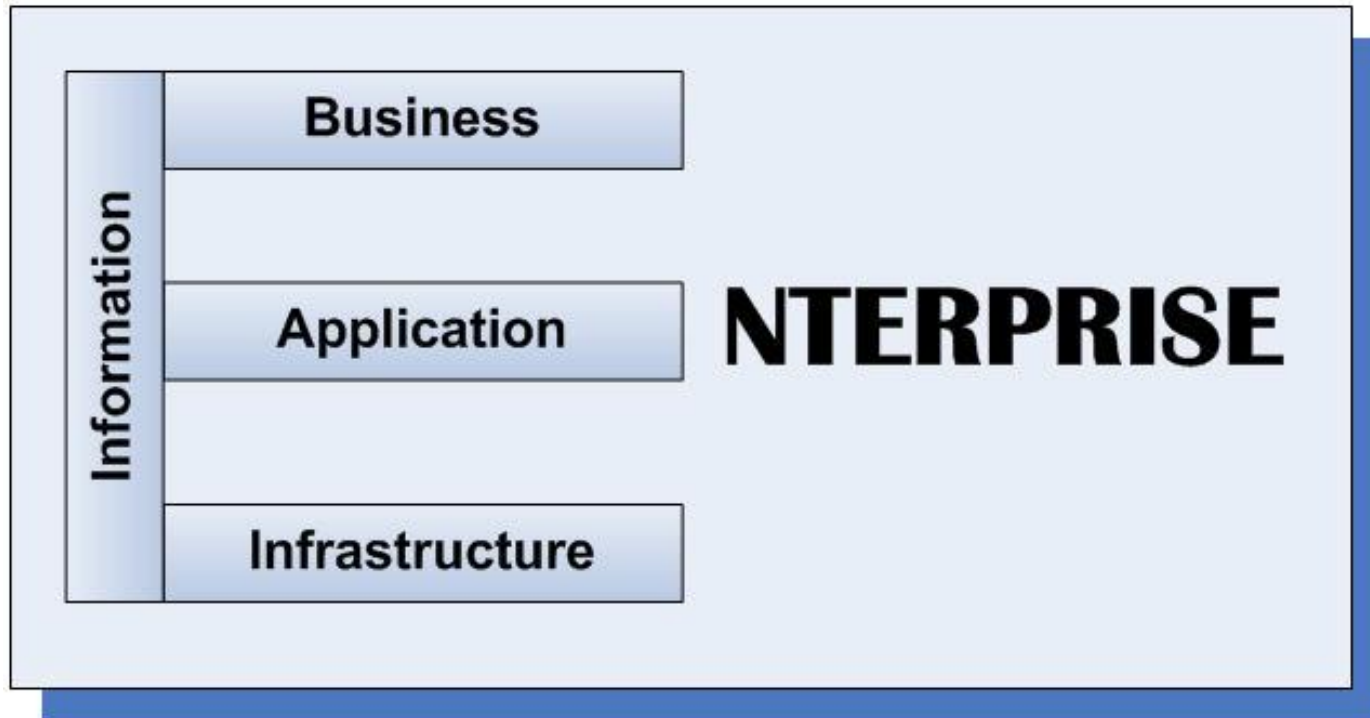 Information
Business
Application
NTERPRISE
Infrastructure